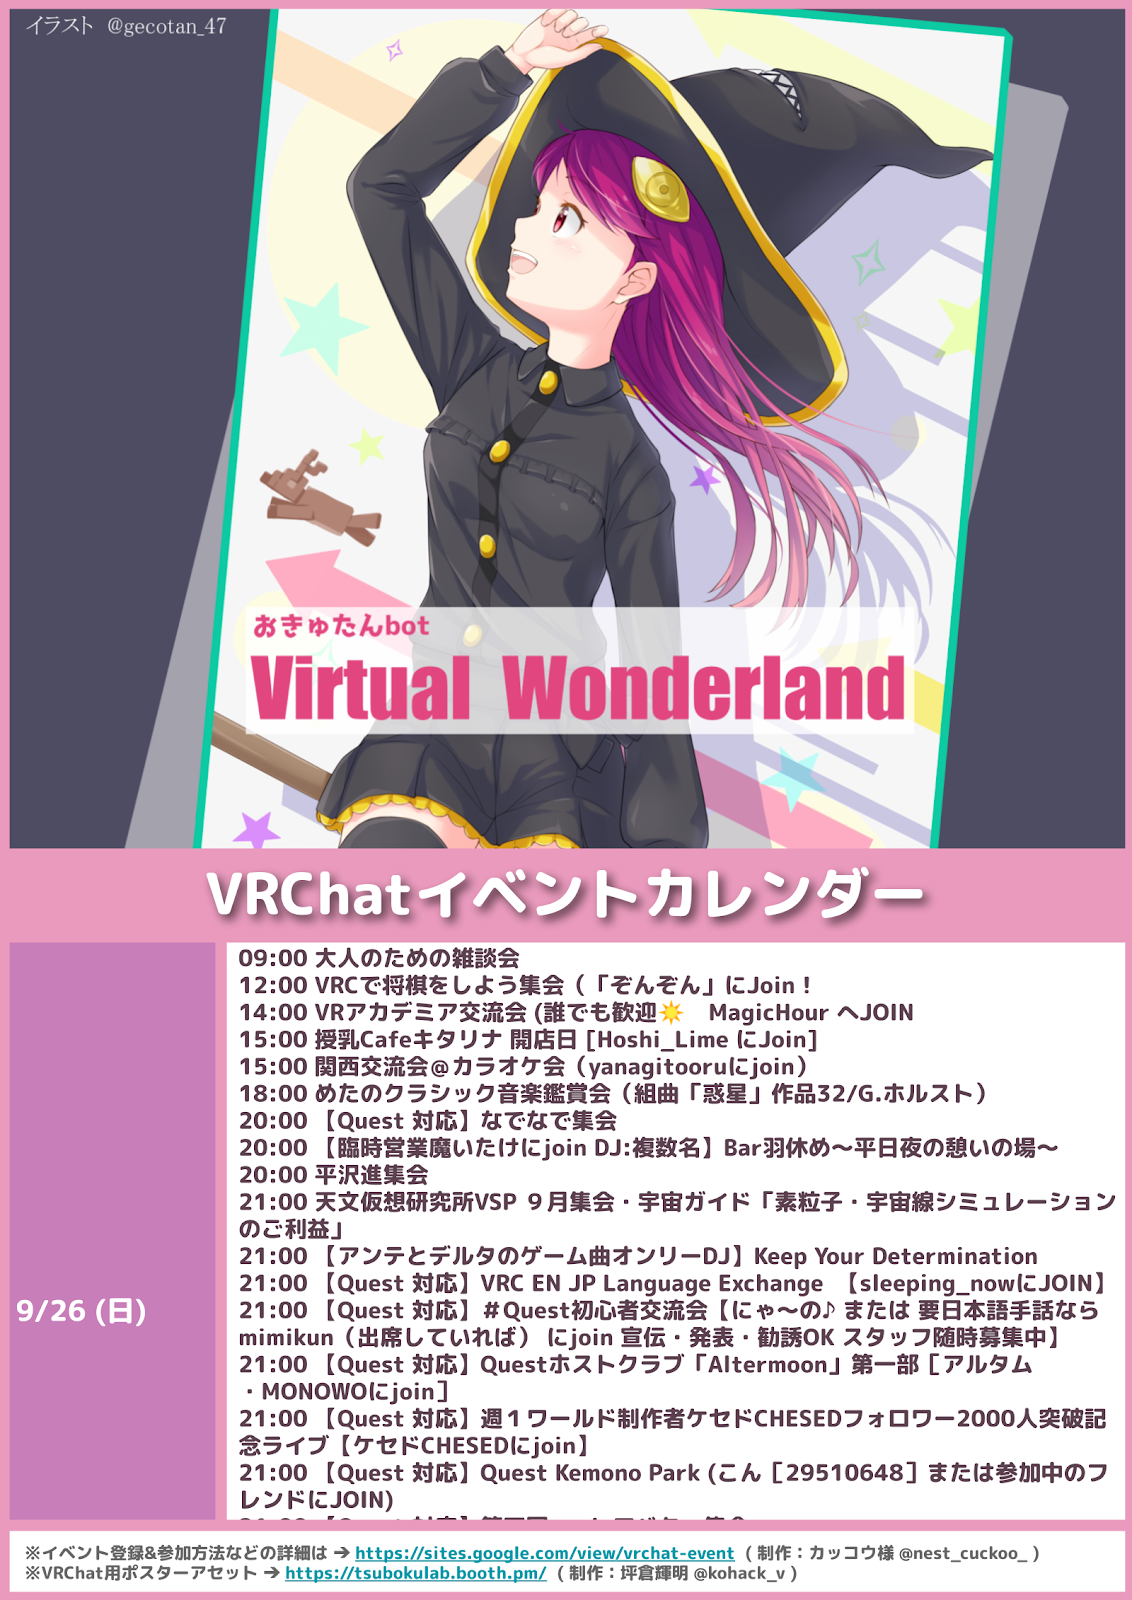 イラスト @gecotan_47
おきゅたんbot
Virtual Wonderland
VRChatイベントカレンダー
9/26 (日)
09:00 大人のための雑談会
12:00 VRCで将棋をしよう集会（「ぞんぞん」にJoin！
14:00 VRアカデミア交流会 (誰でも歓迎☀️　MagicHour へJOIN
15:00 授乳Cafeキタリナ 開店日 [Hoshi_Lime にJoin]
15:00 関西交流会＠カラオケ会（yanagitooruにjoin）
18:00 めたのクラシック音楽鑑賞会（組曲「惑星」作品32/G.ホルスト）
20:00 【Quest 対応】なでなで集会
20:00 【臨時営業魔いたけにjoin DJ:複数名】Bar羽休め～平日夜の憩いの場～
20:00 平沢進集会
21:00 天文仮想研究所VSP ９月集会・宇宙ガイド「素粒子・宇宙線シミュレーション
のご利益」
21:00 【アンテとデルタのゲーム曲オンリーDJ】Keep Your Determination
21:00 【Quest 対応】VRC EN JP Language Exchange 【sleeping_nowにJOIN】
21:00 【Quest 対応】＃Quest初心者交流会【にゃ～の♪ または 要日本語手話なら
mimikun（出席していれば） にjoin 宣伝・発表・勧誘OK スタッフ随時募集中】
21:00 【Quest 対応】Questホストクラブ「AItermoon」第一部［アルタム
・MONOWOにjoin］
21:00 【Quest 対応】週１ワールド制作者ケセドCHESEDフォロワー2000人突破記
念ライブ【ケセドCHESEDにjoin】
21:00 【Quest 対応】Quest Kemono Park (こん［29510648］または参加中のフ
レンドにJOIN)
※イベント登録&参加方法などの詳細は ➔ https://sites.google.com/view/vrchat-event （制作：カッコウ様 @nest_cuckoo_ ）
※VRChat用ポスターアセット ➔ https://tsubokulab.booth.pm/ （制作：坪倉輝明 @kohack_v ）